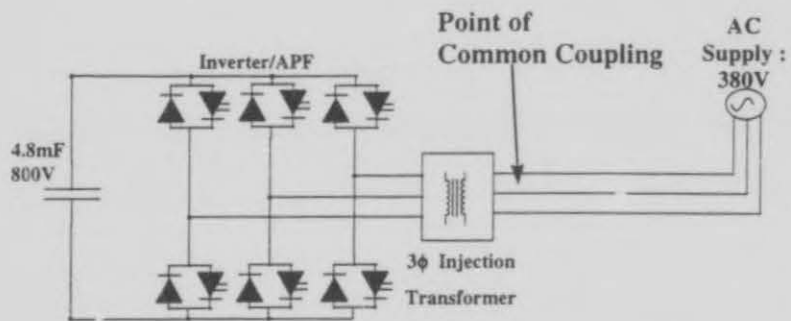 Point of
Common Coupling
AC
Supply :
380V
Inverter/APF
4.8mF
800V
3ϕ Injection
Transformer